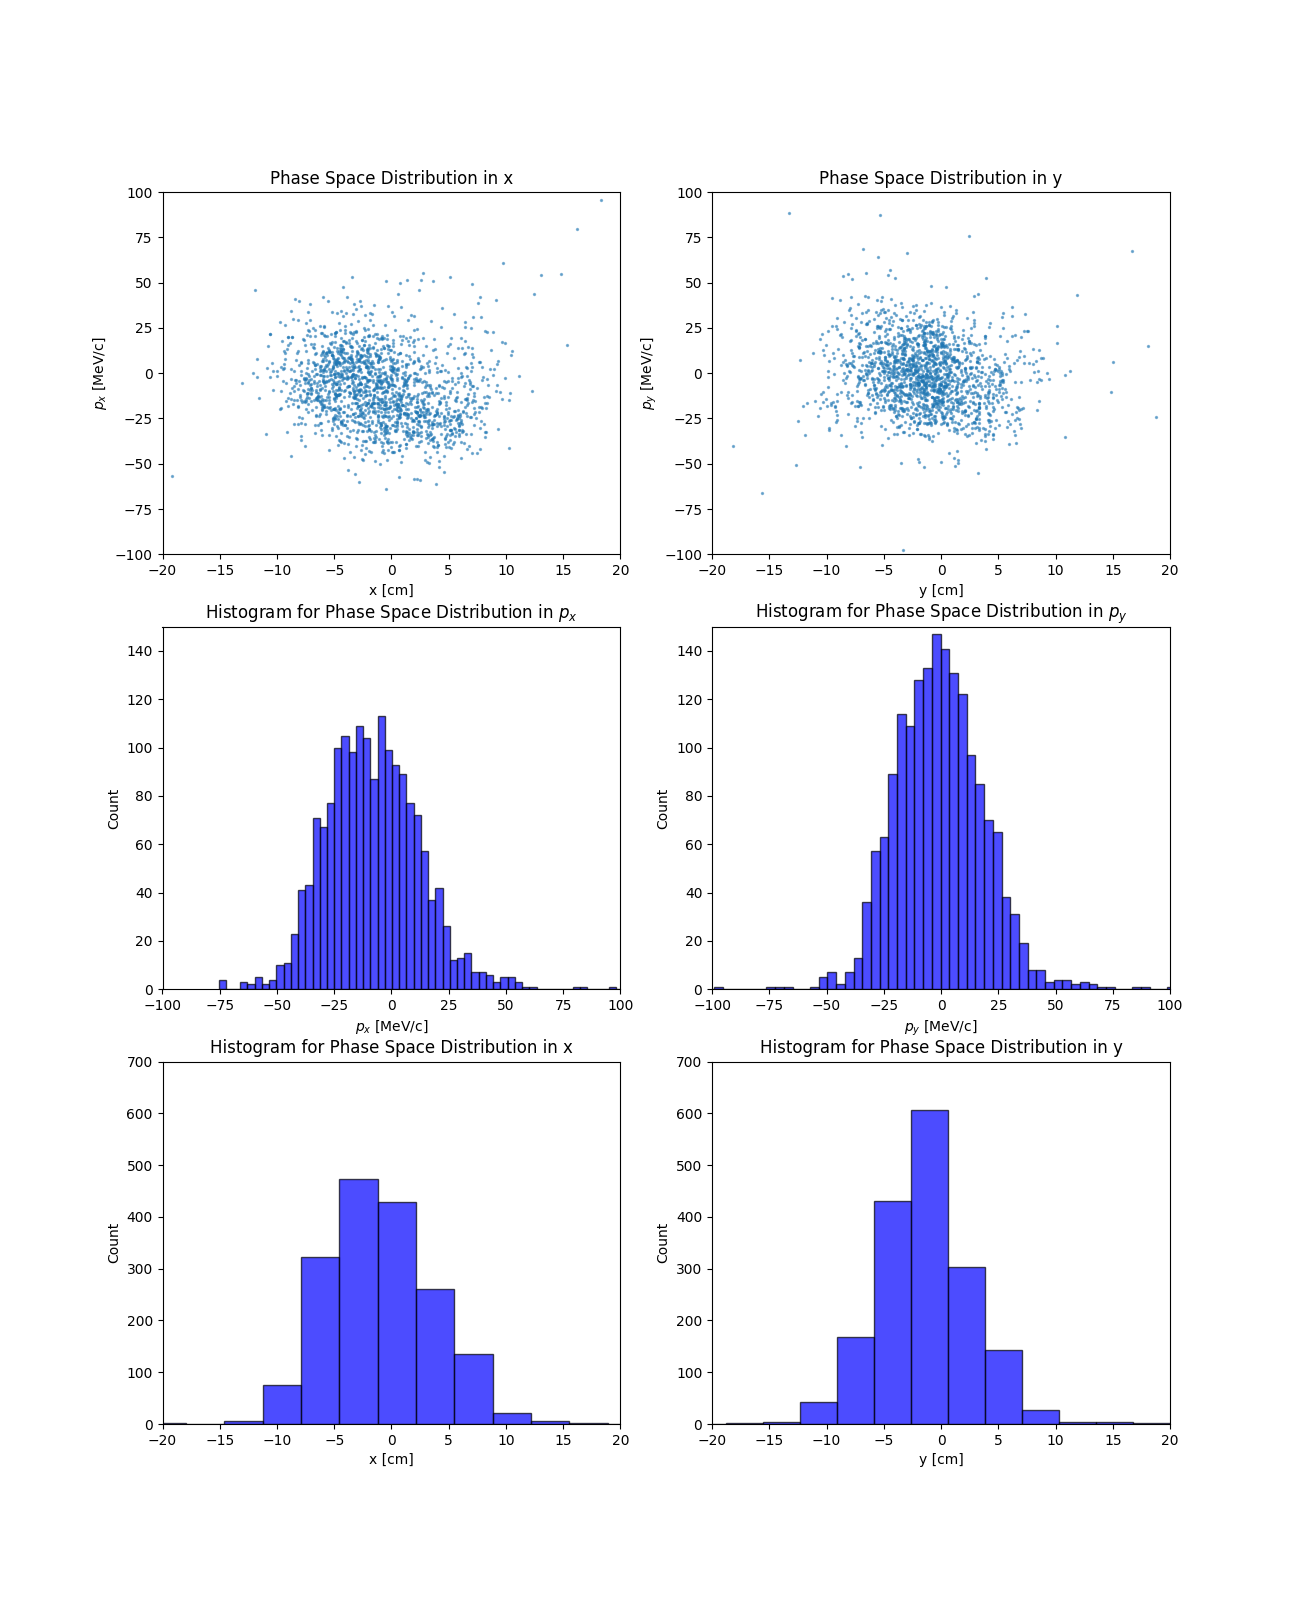 Phase Space Distribution in x
100
75
50
25
0
−25
−50
−75
−100
p_x [MeV/c]
−20 −15 −10 −5 0 5 10 15 20
x [cm]
Phase Space Distribution in y
100
75
50
25
0
−25
−50
−75
−100
p_y [MeV/c]
−20 −15 −10 −5 0 5 10 15 20
y [cm]
Histogram for Phase Space Distribution in p_x
140
120
100
80
60
40
20
0
Count
−100 −75 −50 −25 0 25 50 75 100
p_x [MeV/c]
Histogram for Phase Space Distribution in p_y
140
120
100
80
60
40
20
0
Count
−100 −75 −50 −25 0 25 50 75 100
p_y [MeV/c]
Histogram for Phase Space Distribution in x
700
600
500
400
300
200
100
0
Count
−20 −15 −10 −5 0 5 10 15 20
x [cm]
Histogram for Phase Space Distribution in y
700
600
500
400
300
200
100
0
Count
−20 −15 −10 −5 0 5 10 15 20
y [cm]